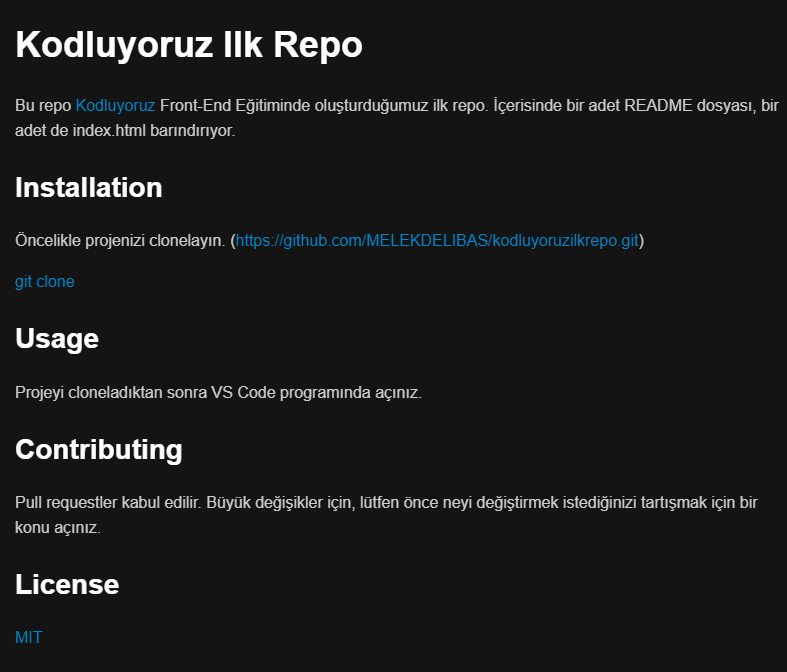 Kodluyoruz Ilk Repo
Bu repo Kodluyoruz Front-End Eğitiminde oluşturduğumuz ilk repo. İçerisinde bir adet README dosyası, bir
adet de index.html barındırıyor.
Installation
Öncelikle projenizi clonelayın. (https://github.com/MELEKDELIBAS/kodluyoruzilkrepo.git)
git clone
Usage
Projeyi cloneladıktan sonra VS Code programında açınız.
Contributing
Pull requestler kabul edilir. Büyük değişikler için, lütfen önce neyi değiştirmek istediğinizi tartışmak için bir
konu açınız.
License
MIT